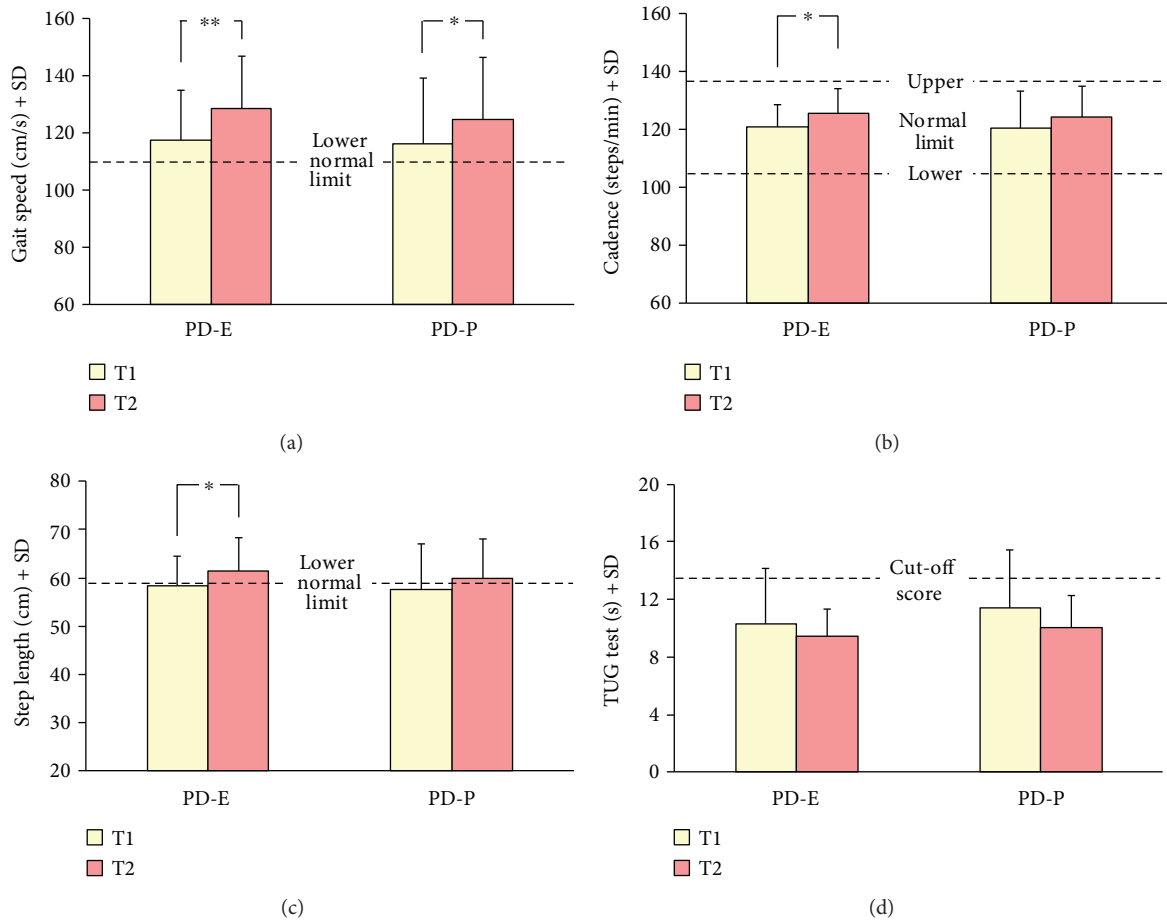 160
140
120
100
80
60
Gait speed (cm/s) + SD
**
*
Lower
normal
limit
PD-E
PD-P
T1
T2
(a)
160
140
120
100
80
60
Cadence (steps/min) + SD
*
Upper
Normal
limit
Lower
PD-E
PD-P
T1
T2
(b)
80
70
60
50
40
30
20
Step length (cm) + SD
*
Lower
normal
limit
PD-E
PD-P
T1
T2
(c)
20
16
12
8
4
0
TUG test (s) + SD
Cut-off
score
PD-E
PD-P
T1
T2
(d)